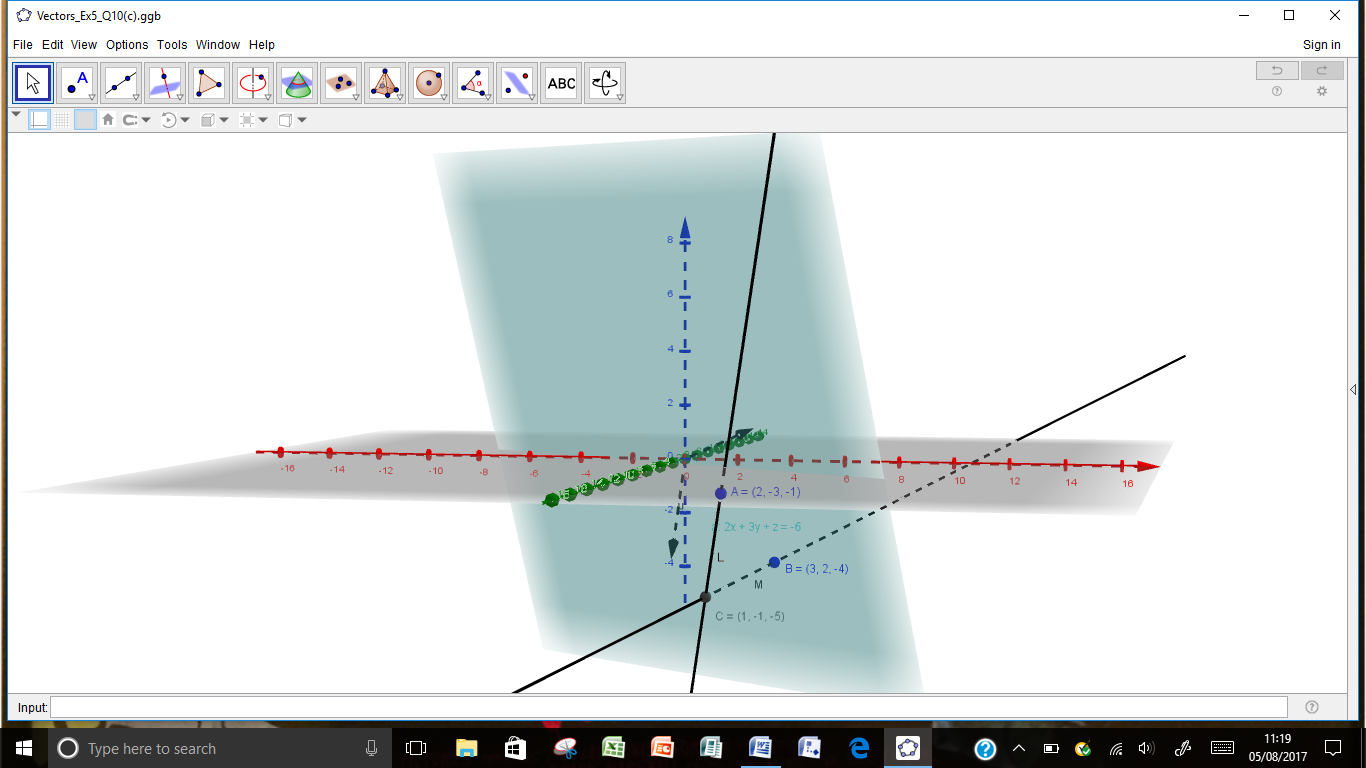 Vectors_Ex5_Q10(c).ggb
File Edit View Options Tools Window Help
Sign in
A
ABC
8
6
4
2
0
-2
-4
-16 -14 -12 -10 -8 -6 -4 0 2 4 6 8 10 12 14 16
A = (2, -3, -1)
2x + 3y + z = -6
L
B = (3, 2, -4)
M
C = (1, -1, -5)
Input:
Type here to search
11:19
05/08/2017